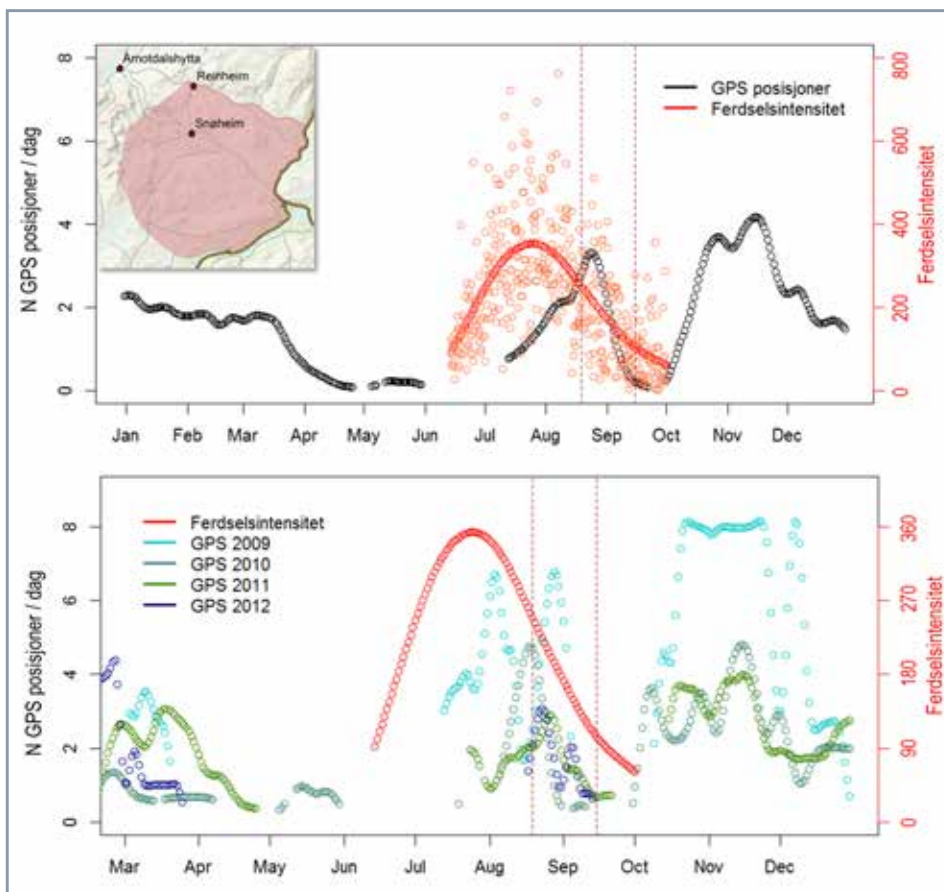 Åmotdalshytta
Reinheim
Snøheim
GPS posisjoner
Ferdselsintensitet
N GPS posisjoner / dag
8
6
4
2
0
Ferdselsintensitet
800
600
400
200
0
Jan Feb Mar Apr May Jun Jul Aug Sep Oct Nov Dec
Ferdselsintensitet
GPS 2009
GPS 2010
GPS 2011
GPS 2012
N GPS posisjoner / dag
8
6
4
2
0
Ferdselsintensitet
360
270
180
90
0
Mar Apr May Jun Jul Aug Sep Oct Nov Dec